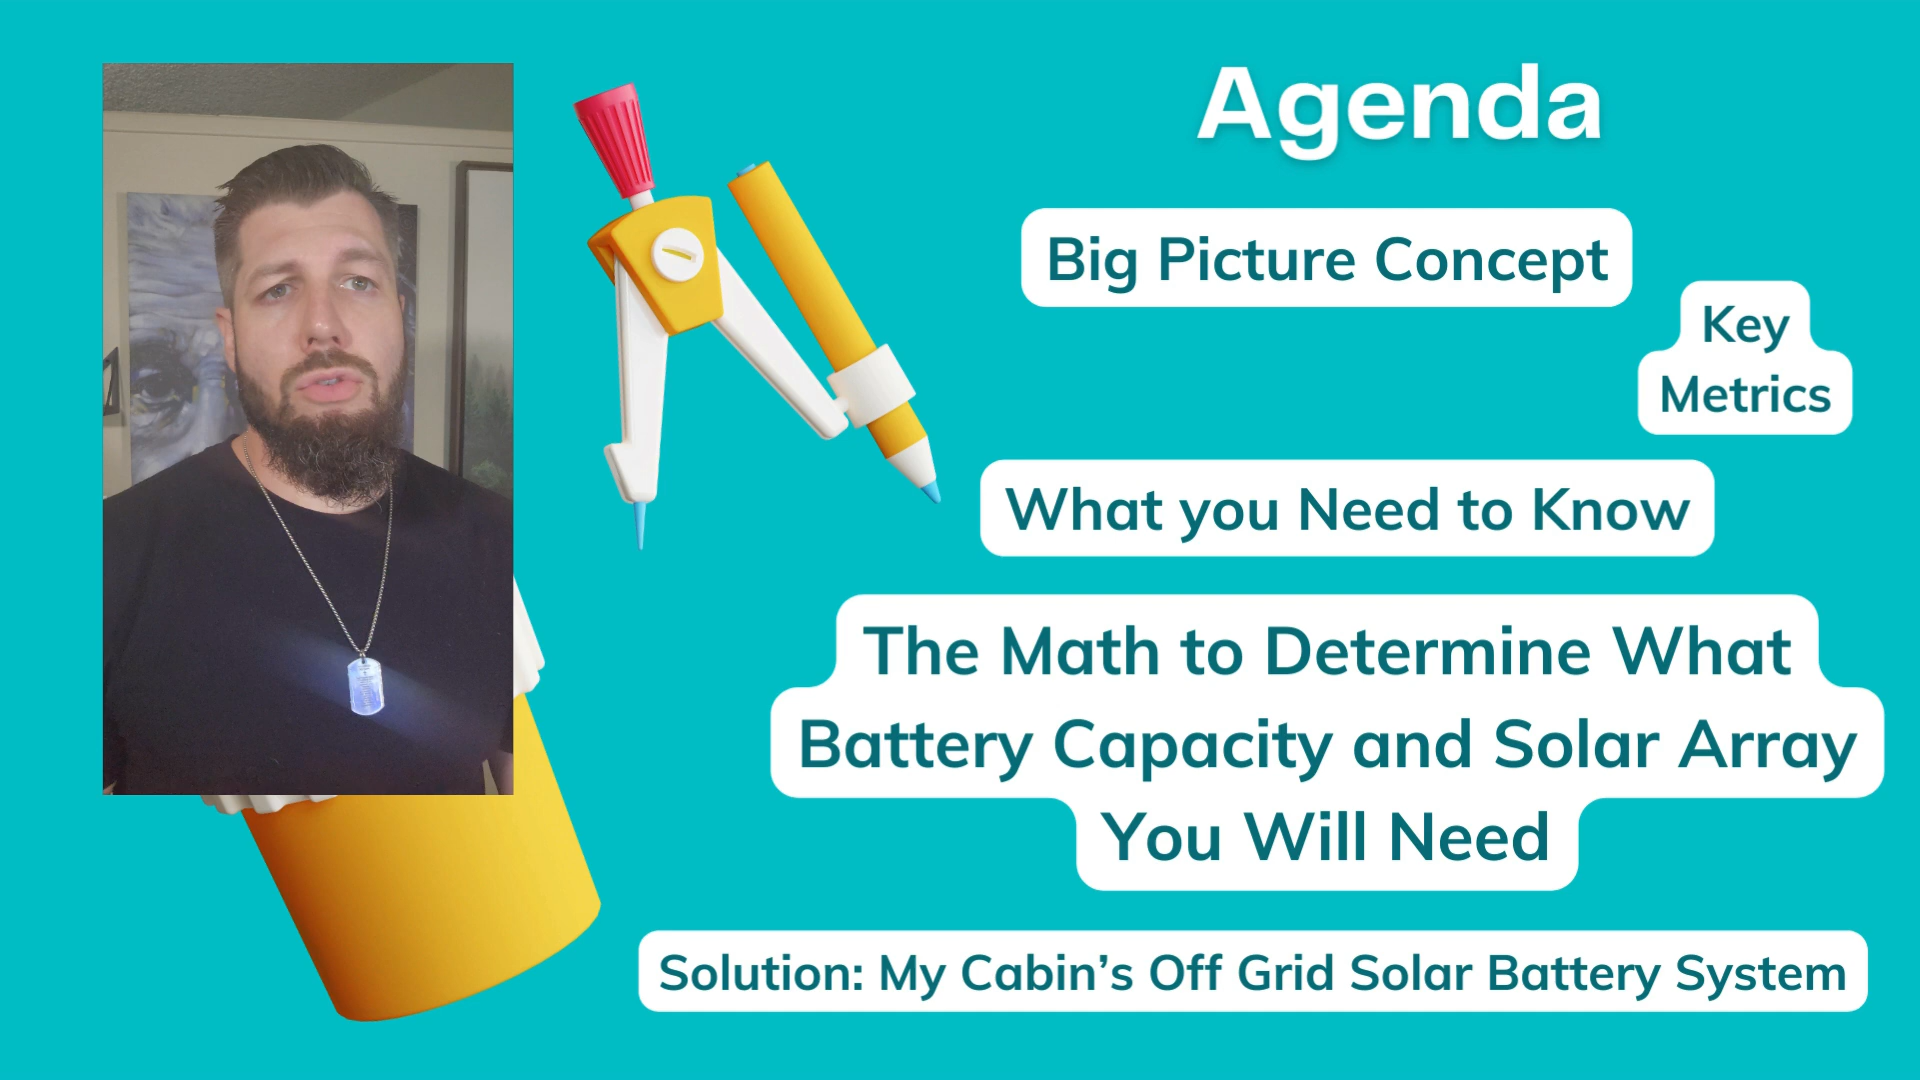 Agenda
Big Picture Concept
Key
Metrics
What you Need to Know
The Math to Determine What
Battery Capacity and Solar Array
You Will Need
Solution: My Cabin’s Off Grid Solar Battery System